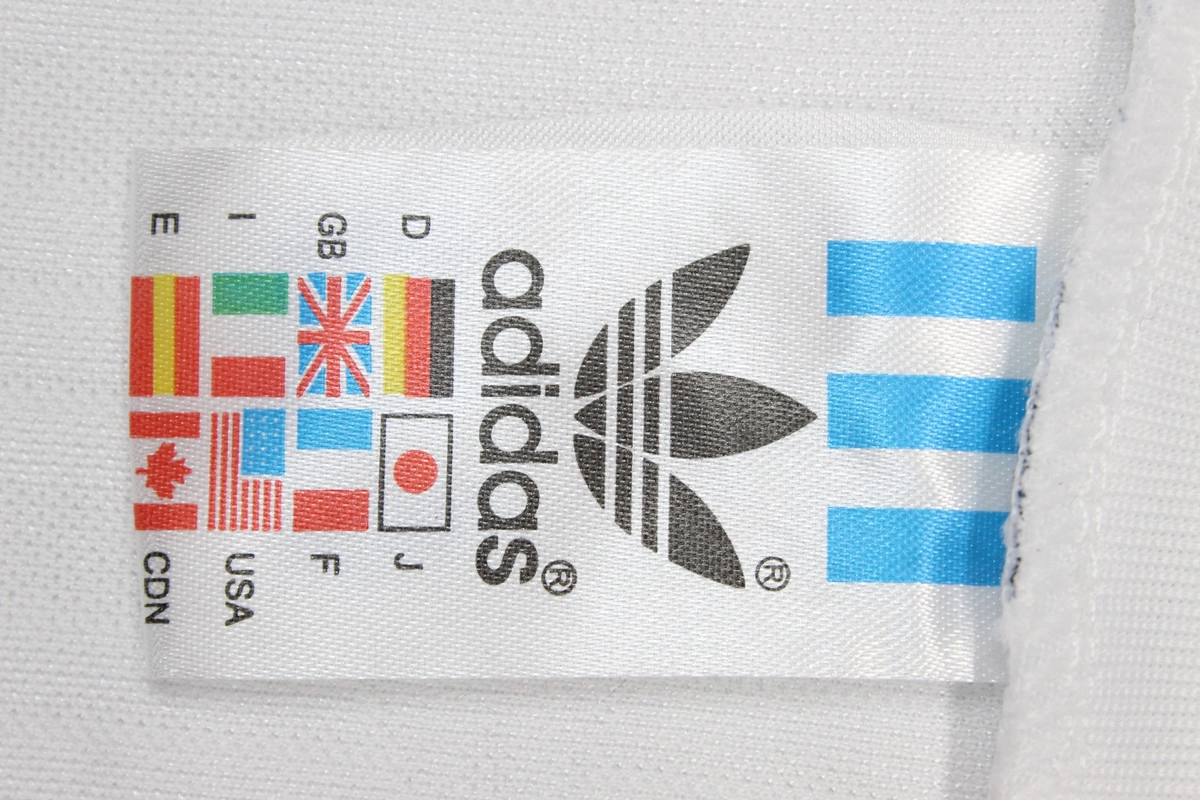 ®
adidas®
D J
GB F
I USA
E CDN